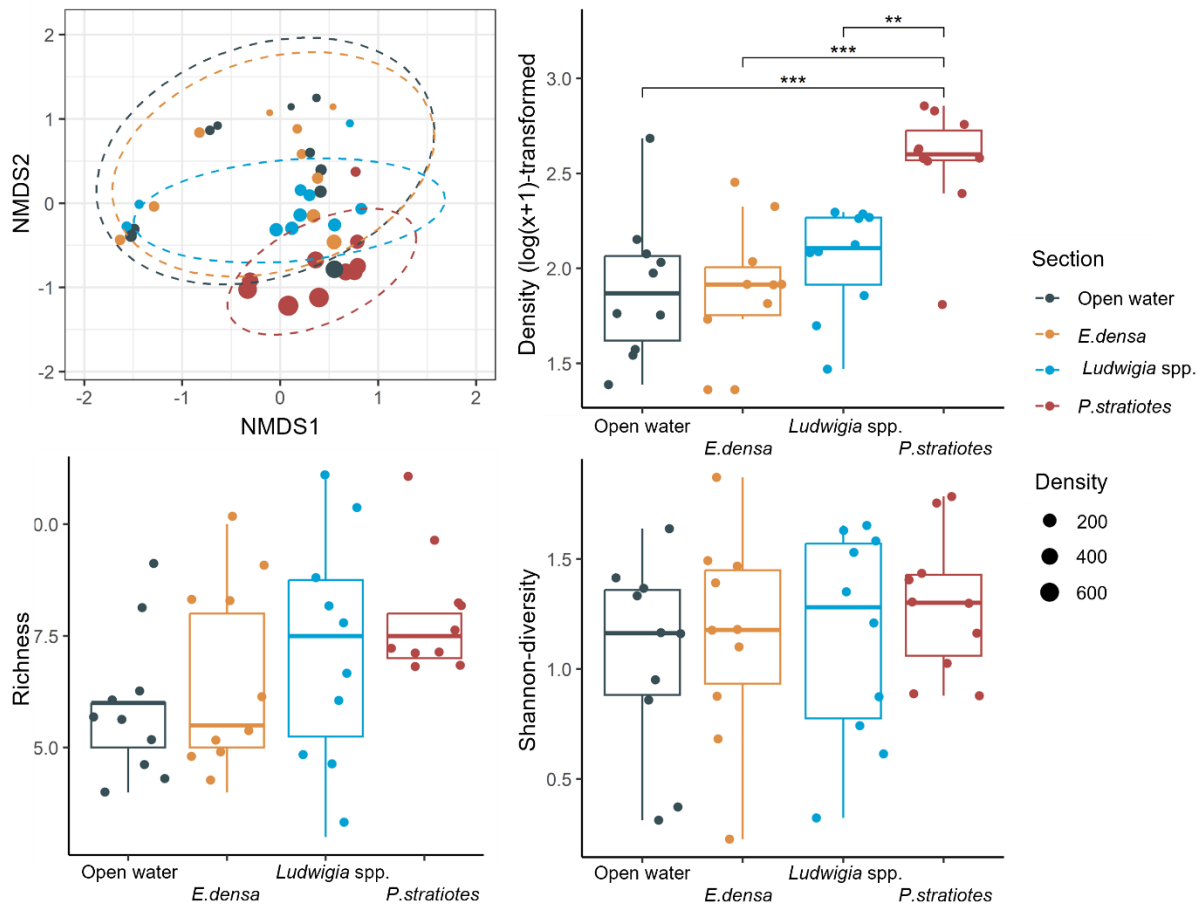 2
1
0
-1
-2
NMDS2
-2
-1
0
1
2
NMDS1
**
***
***
3.0
2.5
2.0
1.5
Density (log(x+1)-transformed
Open water
E.densa
Ludwigia spp.
P.stratiotes
Section
Open water
E.densa
Ludwigia spp.
P.stratiotes
Density
200
400
600
0.0
7.5
5.0
Richness
Open water
E.densa
Ludwigia spp.
P.stratiotes
1.5
1.0
0.5
Shannon-diversity
Open water
E.densa
Ludwigia spp.
P.stratiotes